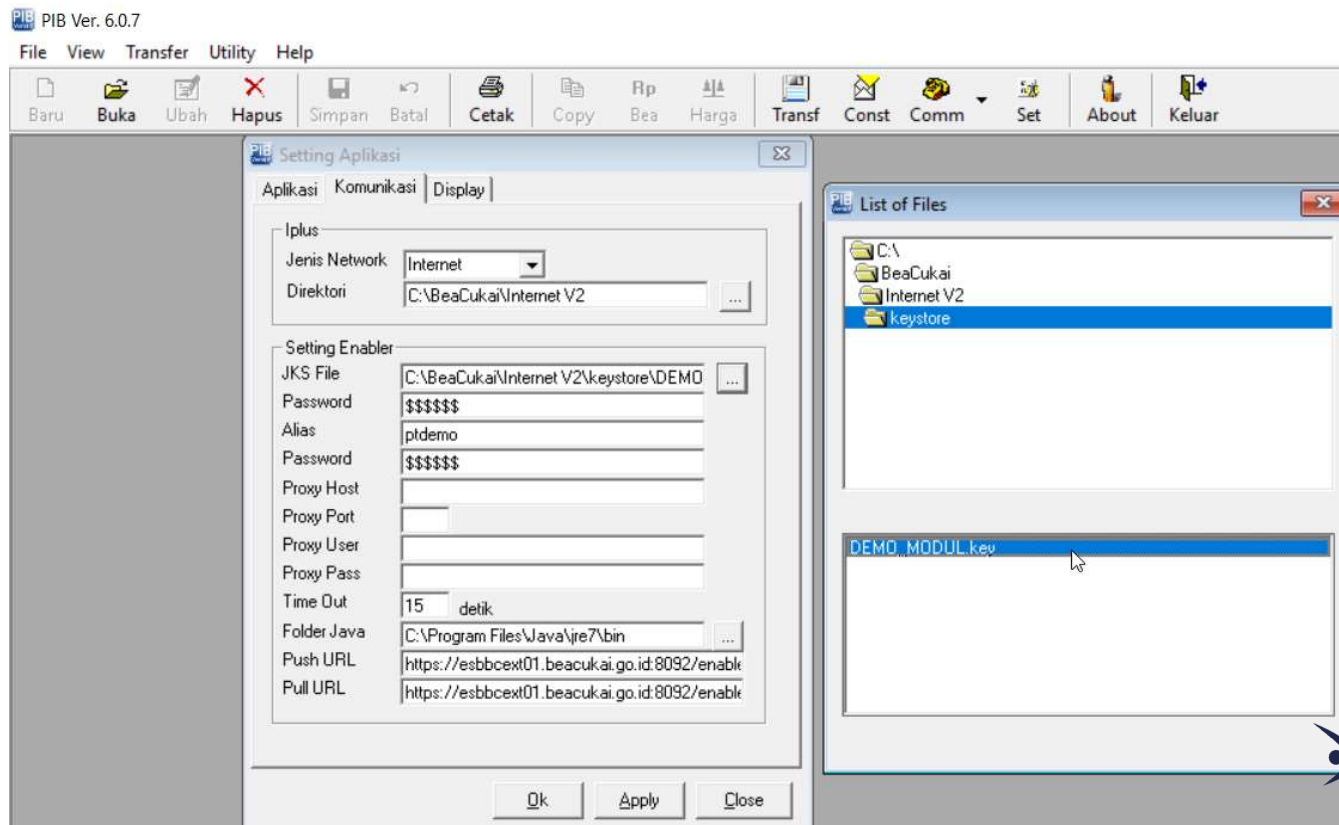 PIB Ver. 6.0.7
File View Transfer Utility Help
Baru Buka Ubah Hapus Simpan Batal Cetak Copy Bea Harga Transf Const Comm Set About Keluar
Setting Aplikasi
Aplikasi Komunikasi Display
Iplus
Jenis Network Internet
Direktori C:\BeaCukai\Internet V2 ...
Setting Enabler
JKS File C:\BeaCukai\Internet V2\keystore\DEMO ...
Password $$$$$$
Alias ptdemo
Password $$$$$$
Proxy Host
Proxy Port
Proxy User
Proxy Pass
Time Out 15 detik
Folder Java C:\Program Files\Java\jre7\bin ...
Push URL https://esbbcext01.beacukai.go.id:8092/enable
Pull URL https://esbbcext01.beacukai.go.id:8092/enable
Ok Apply Close
List of Files
C:\
BeaCukai
Internet V2
keystore
DEMO_MODUL.key